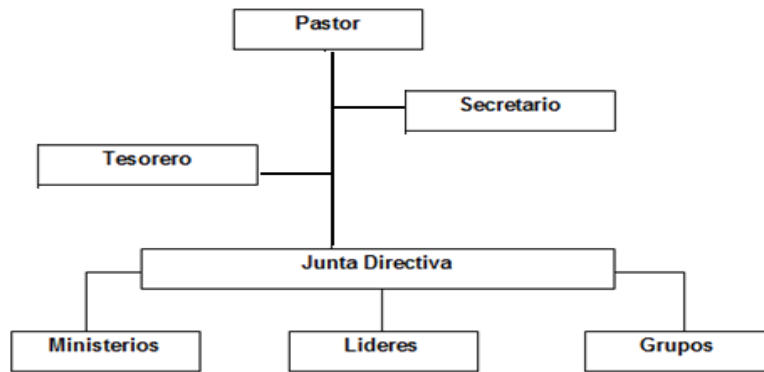 Pastor
Secretario
Tesorero
Junta Directiva
Ministerios
Lideres
Grupos